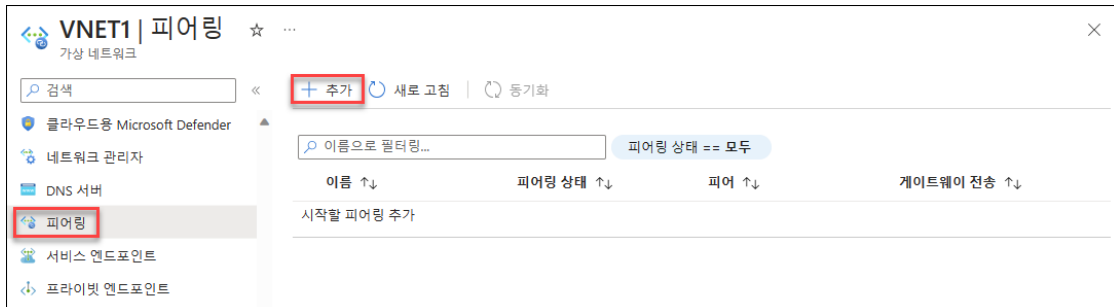 VNET1 | 피어링 ☆ ···
가상 네트워크
검색
클라우드용 Microsoft Defender
네트워크 관리자
DNS 서버
피어링
서비스 엔드포인트
프라이빗 엔드포인트
+ 추가 새로 고침 동기화
이름으로 필터링... 피어링 상태 == 모두
이름 ↑↓ 피어링 상태 ↑↓ 피어 ↑↓ 게이트웨이 전송 ↑↓
시작할 피어링 추가